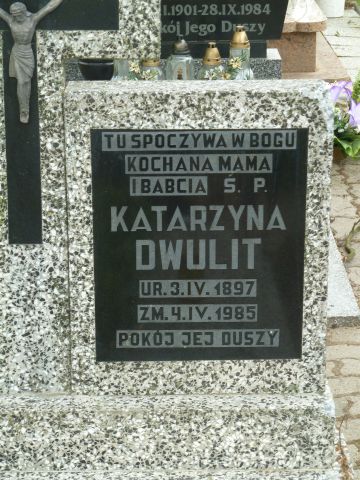 .1901-28.IX.1984
Jego Duszy
TU SPOCZYWA W BOGU
KOCHANA MAMA
I BABCIA Ś. P.
KATARZYNA
DWULIT
UR. 3.IV. 1897
ZM. 4.IV. 1985
POKÓJ JEJ DUSZY